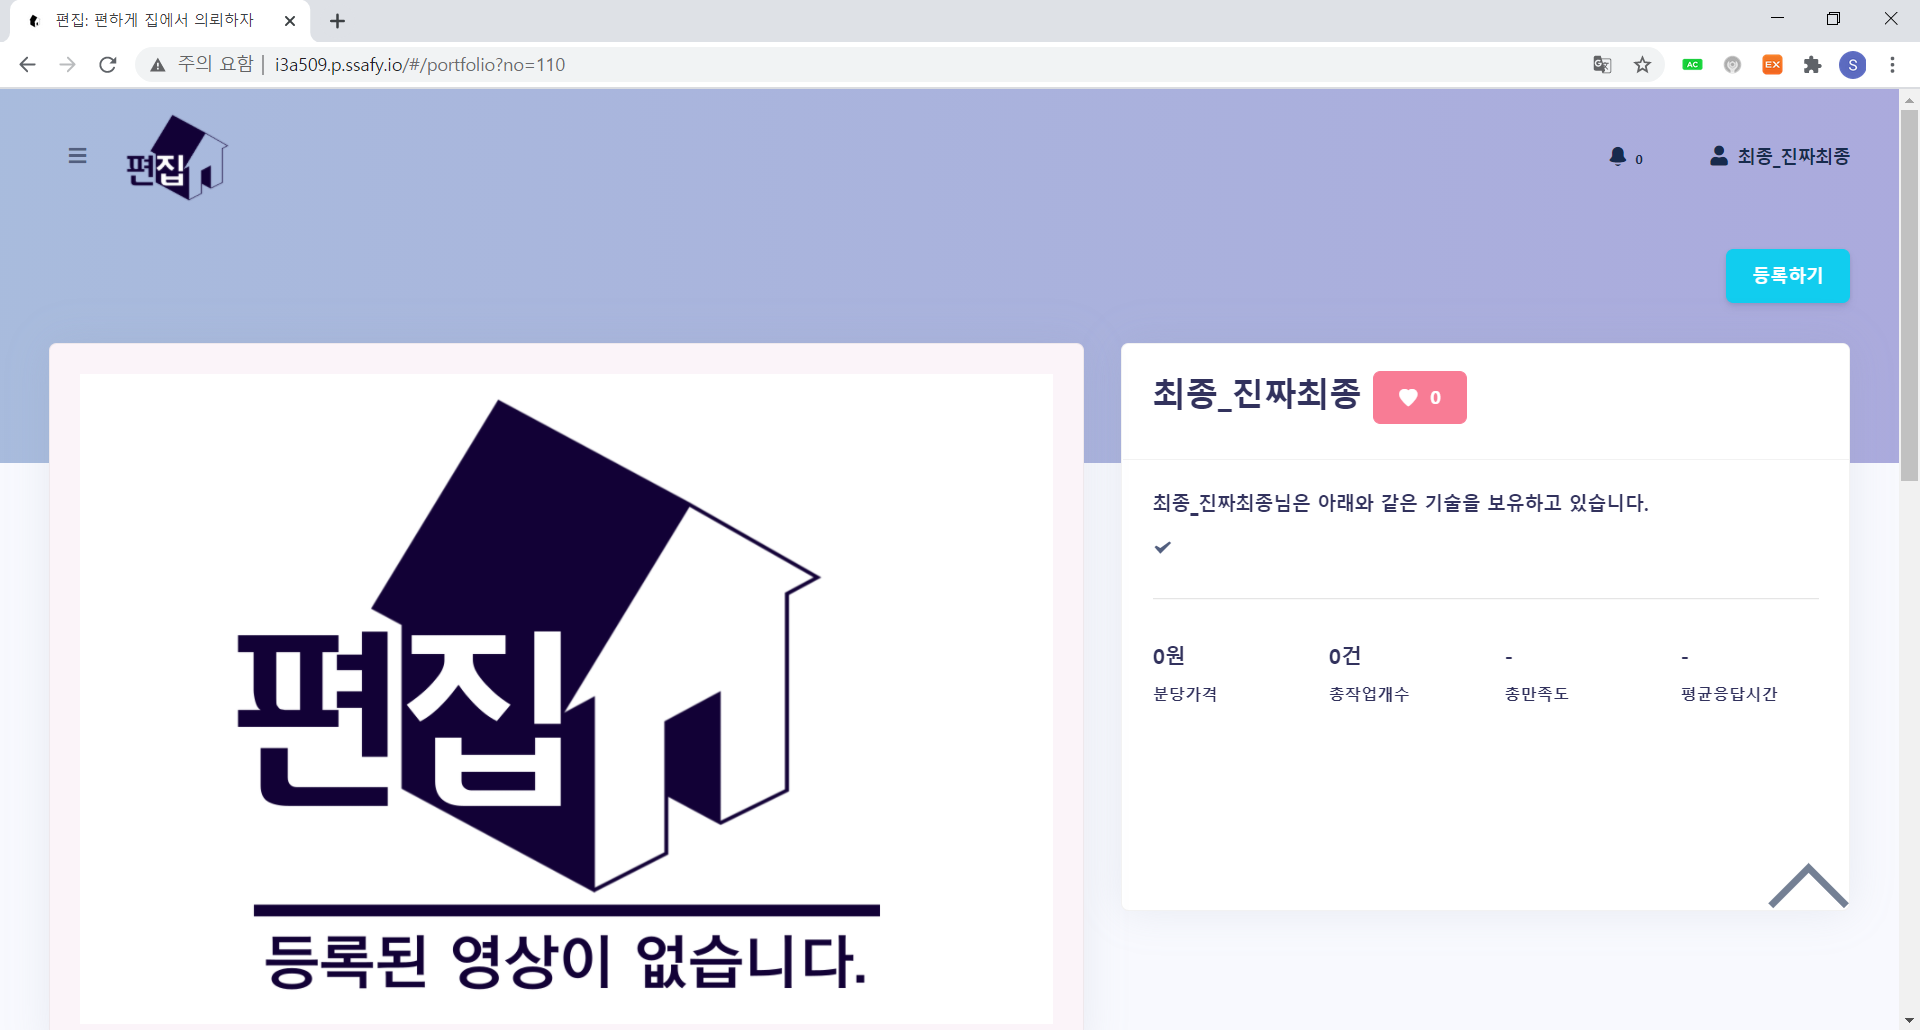 편집: 편하게 집에서 의뢰하자
주의 요함 | i3a509.p.ssafy.io/#/portfolio?no=110
AC
EX
S
편집
0
최종_진짜최종
등록하기
편집
등록된 영상이 없습니다.
최종_진짜최종 0
최종_진짜최종님은 아래와 같은 기술을 보유하고 있습니다.
0원 0건 - -
분당가격 총작업개수 총만족도 평균응답시간